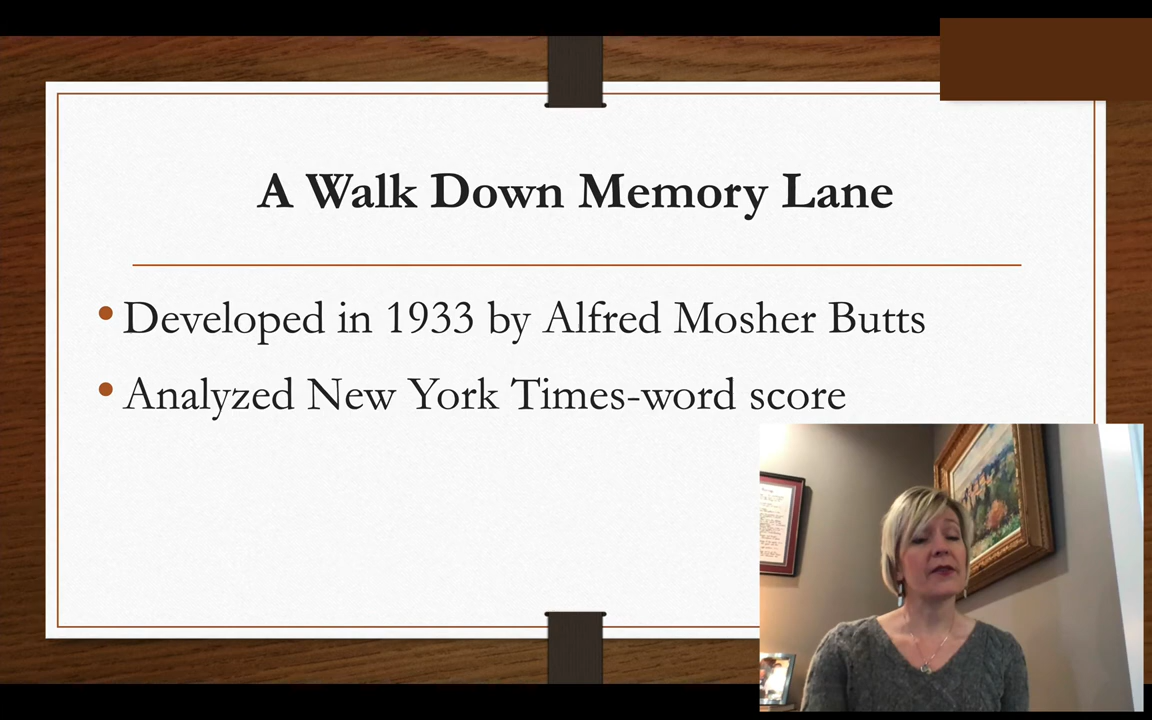 A Walk Down Memory Lane
•Developed in 1933 by Alfred Mosher Butts
•Analyzed New York Times-word score